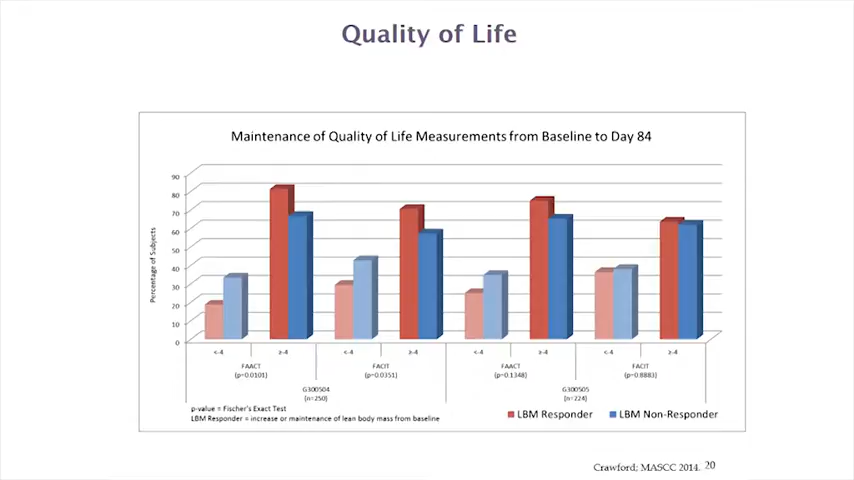 Quality of Life
Maintenance of Quality of Life Measurements from Baseline to Day 84
Percentage of Subjects
90
80
70
60
50
40
30
20
10
0
<-4 ≥-4 <-4 ≥-4 <-4 ≥-4 <-4 ≥-4
FAACT FACIT FAACT FACIT
(p=0.0101) (p=0.0351) (p=0.1348) (p=0.8883)
G300504 G300505
(n=250) (n=224)
p-value = Fischer's Exact Test
LBM Responder = increase or maintenance of lean body mass from baseline
LBM Responder LBM Non-Responder
Crawford; MASCC 2014. 20